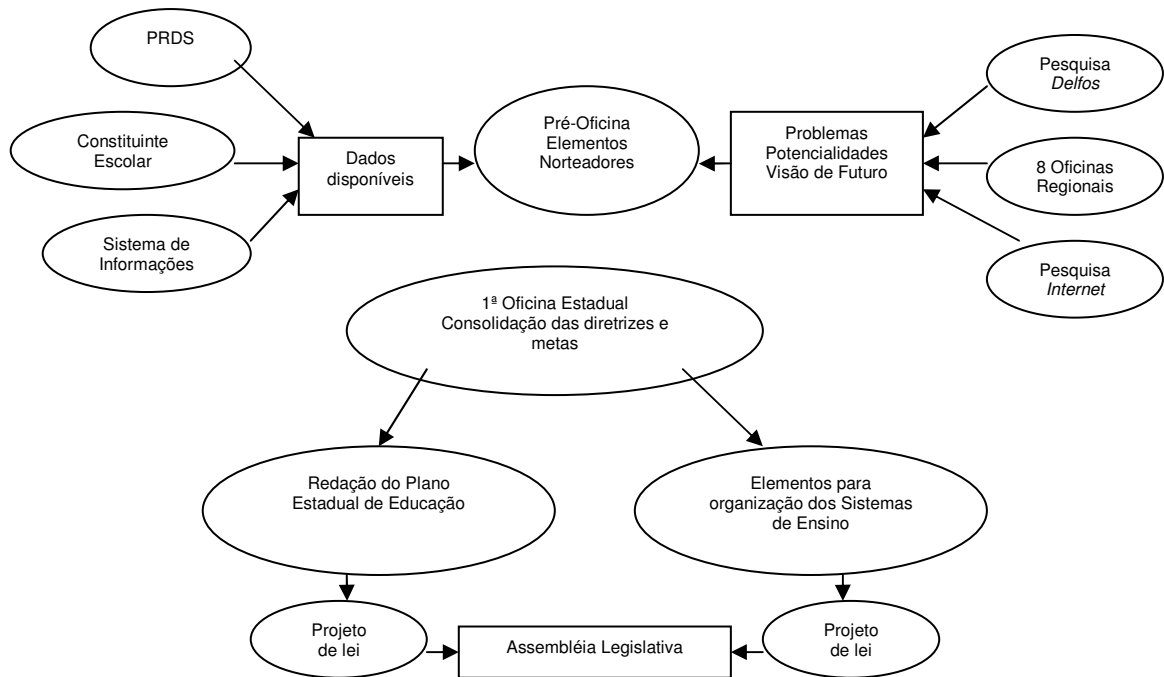 PRDS
Constituinte
Escolar
Sistema de
Informações
Dados
disponíveis
Pré-Oficina
Elementos
Norteadores
Problemas
Potencialidades
Visão de Futuro
Pesquisa
Delfos
8 Oficinas
Regionais
Pesquisa
Internet
1ª Oficina Estadual
Consolidação das diretrizes e
metas
Redação do Plano
Estadual de Educação
Elementos para
organização dos Sistemas
de Ensino
Projeto
de lei
Assembléia Legislativa
Projeto
de lei